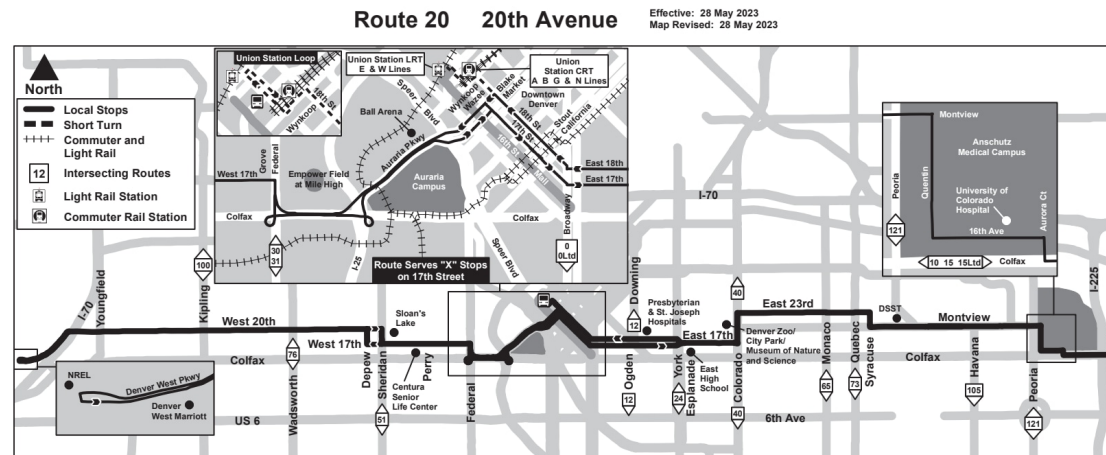 Route 20 20th Avenue
Effective: 28 May 2023
Map Revised: 28 May 2023
North
Local Stops
Short Turn
Commuter and
Light Rail
12
Intersecting Routes
Light Rail Station
Commuter Rail Station
Union Station Loop
18th St
Wynkoop
Union Station LRT
E & W Lines
Union
Station CRT
A B G & N Lines
Speer
Blvd
Wynkoop
Wazee
Blake
Market
Downtown
Denver
Ball Arena
Auraria Pkwy
18th St
17th St
16th St
Mall
Stout
California
Grove
Federal
West 17th
Empower Field
at Mile High
Auraria
Campus
East 18th
East 17th
Colfax
Colfax
Broadway
30
31
I-25
Speer Blvd
0
0Ltd
Route Serves "X" Stops
on 17th Street
Montview
Anschutz
Medical Campus
Peoria
Quentin
University of
Colorado
Hospital
Aurora Ct
16th Ave
121
10 15 15Ltd
Colfax
I-70
I-70
Youngfield
Kipling
100
West 20th
Sloan's
Lake
West 17th
Colfax
76
Wadsworth
Depew
Sheridan
51
Perry
Centura
Senior
Life Center
Federal
US 6
NREL
Denver West Pkwy
Denver
West Marriott
Downing
12
Presbyterian
& St. Joseph
Hospitals
40
East 17th
East 23rd
Denver Zoo/
City Park/
Museum of Nature
and Science
East
High
School
Ogden
12
York
24
Esplanade
Colorado
40
6th Ave
Monaco
65
Quebec
73
Syracuse
DSST
Montview
Colfax
Havana
105
Peoria
121
I-225